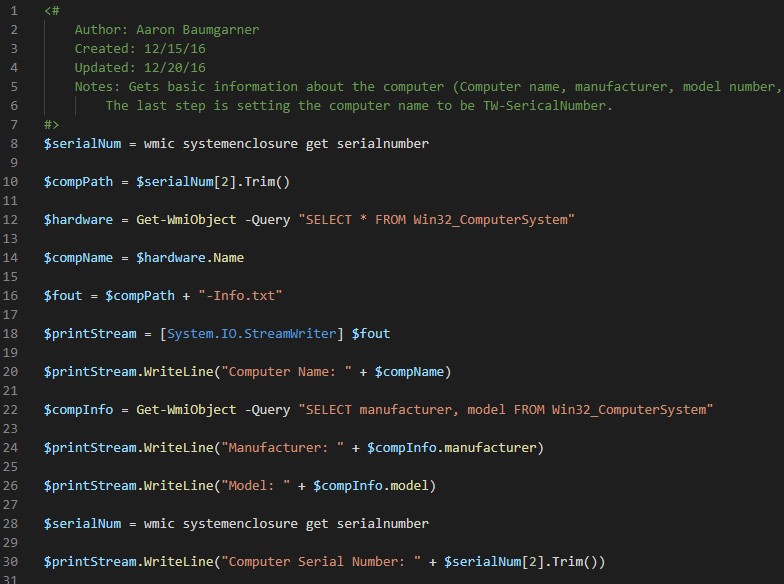 1 <#
2 Author: Aaron Baumgarner
3 Created: 12/15/16
4 Updated: 12/20/16
5 Notes: Gets basic information about the computer (Computer name, manufacturer, model number,
6 The last step is setting the computer name to be TW-SericalNumber.
7 #>
8 $serialNum = wmic systemenclosure get serialnumber
9
10 $compPath = $serialNum[2].Trim()
11
12 $hardware = Get-WmiObject -Query "SELECT * FROM Win32_ComputerSystem"
13
14 $compName = $hardware.Name
15
16 $fout = $compPath + "-Info.txt"
17
18 $printStream = [System.IO.StreamWriter] $fout
19
20 $printStream.WriteLine("Computer Name: " + $compName)
21
22 $compInfo = Get-WmiObject -Query "SELECT manufacturer, model FROM Win32_ComputerSystem"
23
24 $printStream.WriteLine("Manufacturer: " + $compInfo.manufacturer)
25
26 $printStream.WriteLine("Model: " + $compInfo.model)
27
28 $serialNum = wmic systemenclosure get serialnumber
29
30 $printStream.WriteLine("Computer Serial Number: " + $serialNum[2].Trim())
31